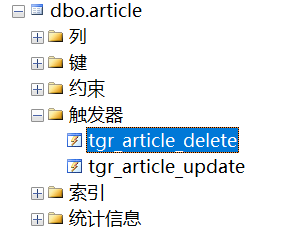 dbo.article
列
键
约束
触发器
tgr_article_delete
tgr_article_update
索引
统计信息